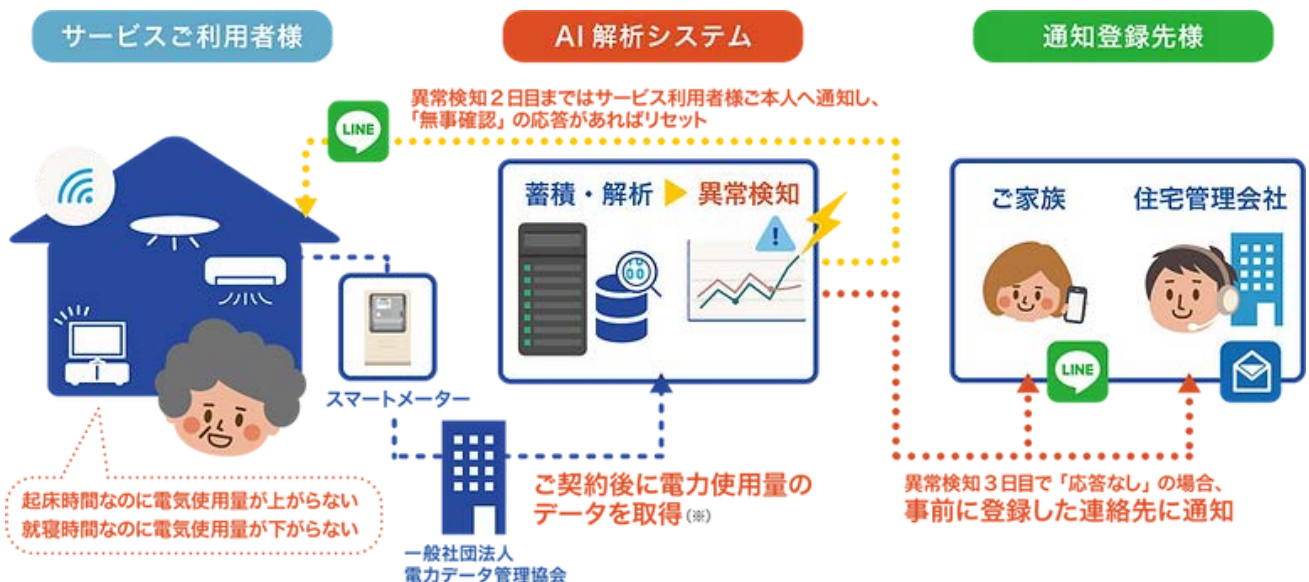 サービスご利用者様
AI 解析システム
通知登録先様
異常検知2日目まではサービス利用者様ご本人へ通知し、
「無事確認」の応答があればリセット
LINE
蓄積・解析
異常検知
ご家族
住宅管理会社
LINE
スマートメーター
起床時間なのに電気使用量が上がらない
就寝時間なのに電気使用量が下がらない
ご契約後に電力使用量の
データを取得(※)
一般社団法人
電力データ管理協会
異常検知3日目で「応答なし」の場合、
事前に登録した連絡先に通知